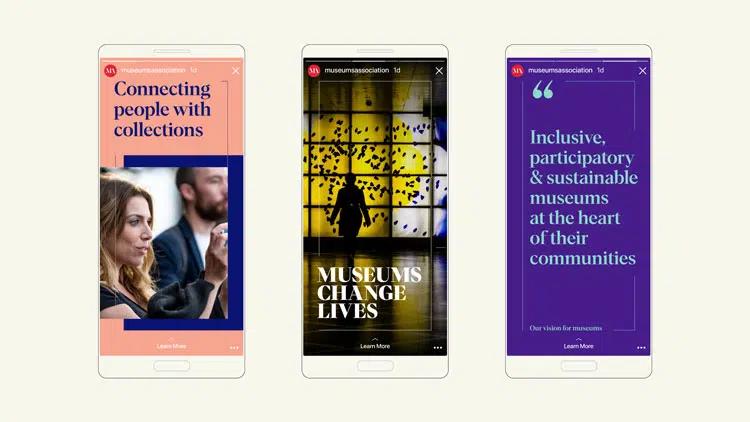 MA museumsassociation 1d
Connecting
people with
collections
Learn More
MA museumsassociation 1d
MUSEUMS
CHANGE
LIVES
Learn More
MA museumsassociation 1d
“
Inclusive,
participatory
& sustainable
museums
at the heart
of their
communities
Our vision for museums
Learn More